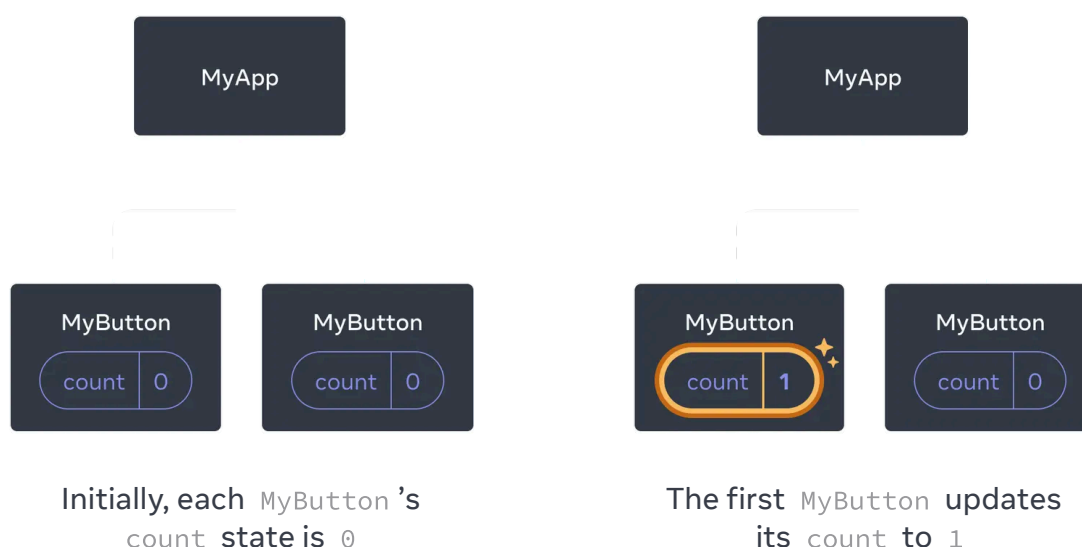 MyApp
MyButton
count 0
MyButton
count 0
Initially, each MyButton's
count state is 0
MyApp
MyButton
count 1
MyButton
count 0
The first MyButton updates
its count to 1